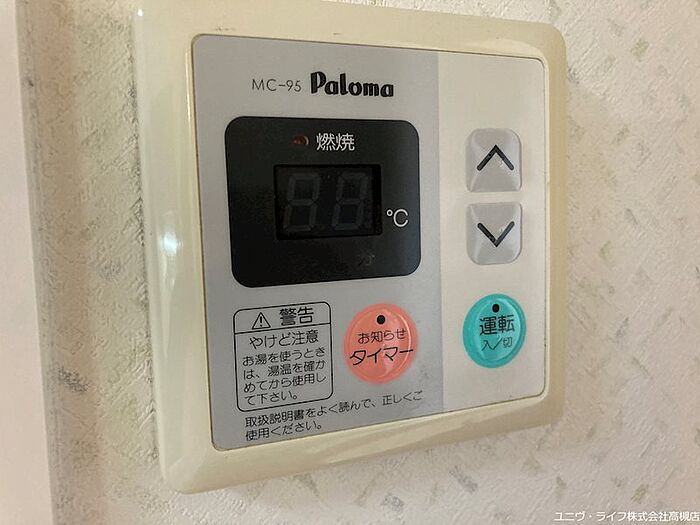 MC-95 Paloma
燃焼
℃
分
⚠ 警告
やけど注意
お湯を使うとき
は、湯温を確か
めてから使用し
て下さい。
取扱説明書をよく読んで、正しくご
使用ください。
お知らせ
タイマー
運転
入/切
ユニヴ・ライフ株式会社高槻店